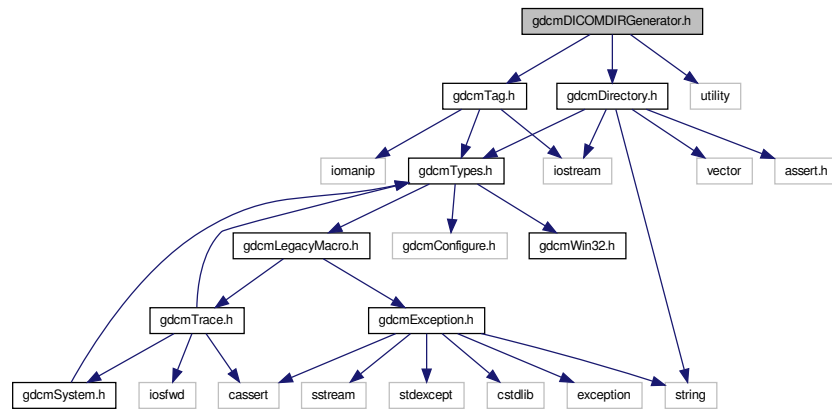 gdcmDICOMDIRGenerator.h
gdcmTag.h
gdcmDirectory.h
utility
iomanip
gdcmTypes.h
iostream
vector
assert.h
gdcmLegacyMacro.h
gdcmConfigure.h
gdcmWin32.h
gdcmTrace.h
gdcmException.h
gdcmSystem.h
iosfwd
cassert
sstream
stdexcept
cstdlib
exception
string